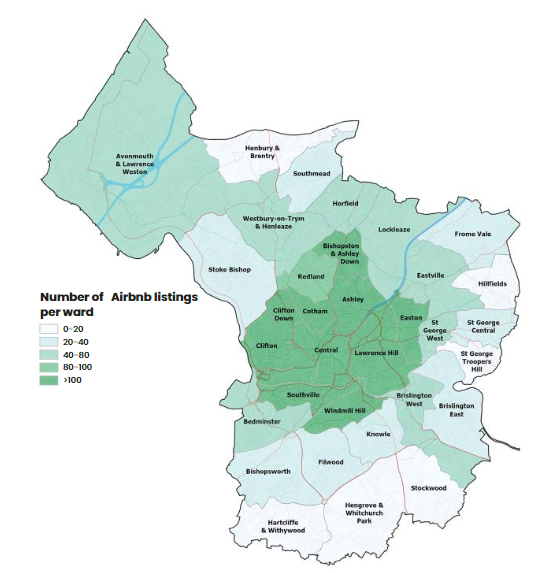 Avonmouth
& Lawrence
Weston
Henbury &
Brentry
Southmead
Horfield
Westbury-on-Trym
& Henleaze
Lockleaze
Frome Vale
Bishopston
& Ashley
Down
Stoke Bishop
Redland
Eastville
Hillfields
Number of Airbnb listings
per ward
0-20
20-40
40-80
80-100
>100
Ashley
Clifton
Down
Cotham
Easton
St
George
West
St George
Central
Clifton
Central
Lawrence Hill
St George
Troopers
Hill
Southville
Windmill Hill
Brislington
West
Brislington
East
Bedminster
Knowle
Bishopsworth
Filwood
Stockwood
Hengrove &
Whitchurch
Park
Hartcliffe
& Withywood